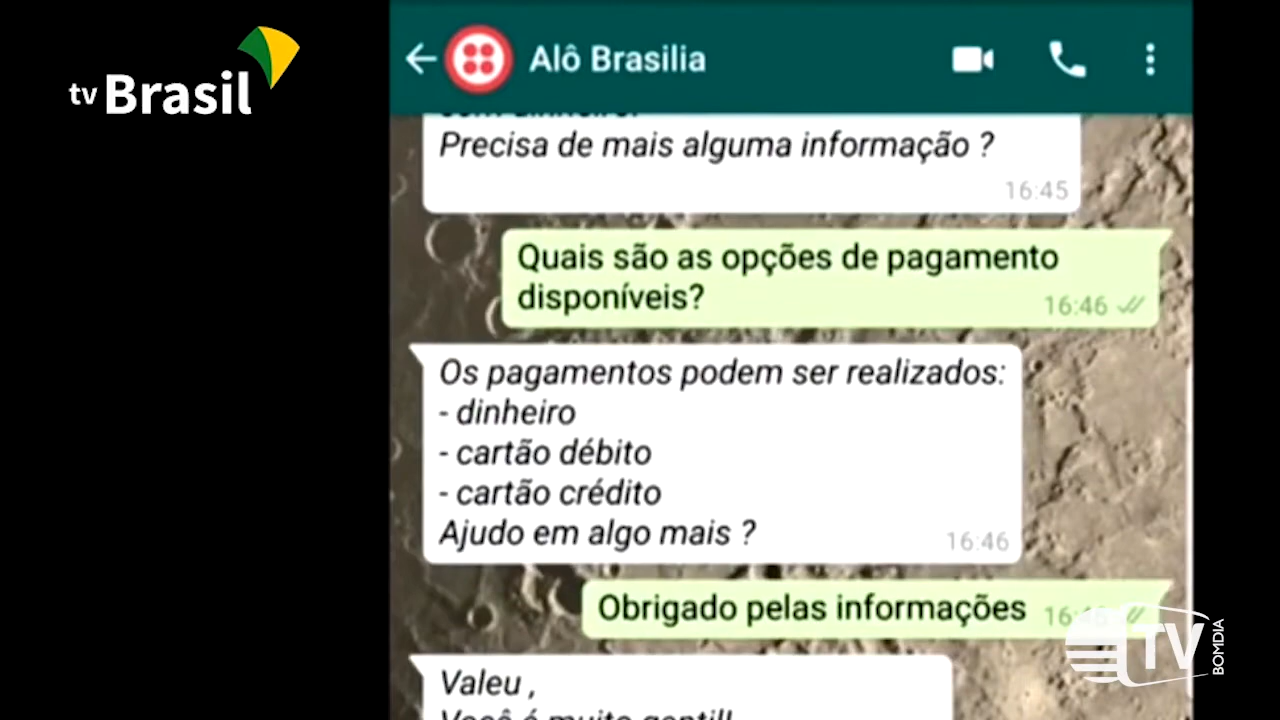 tv Brasil
Alô Brasilia
Precisa de mais alguma informação ?
16:45
Quais são as opções de pagamento
disponíveis?
16:46
Os pagamentos podem ser realizados:
- dinheiro
- cartão débito
- cartão crédito
Ajudo em algo mais ?
16:46
Obrigado pelas informações
Valeu ,
TV
BOMDIA